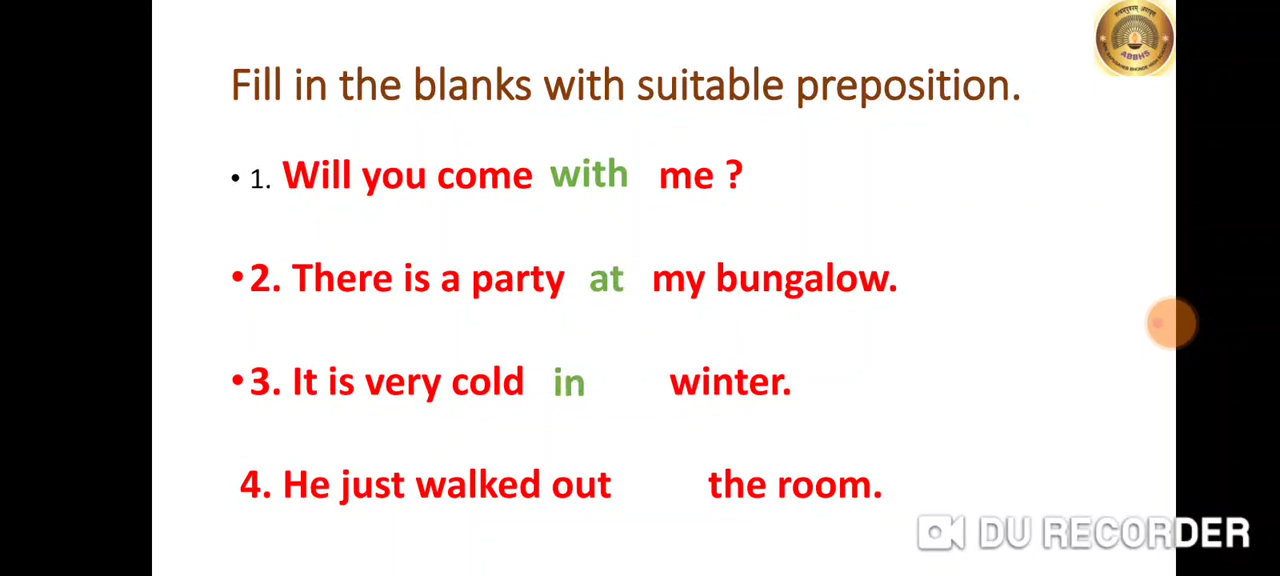 Fill in the blanks with suitable preposition.
• 1. Will you come with me ?
• 2. There is a party at my bungalow.
• 3. It is very cold in winter.
4. He just walked out the room.
ABBHS
DU RECORDER